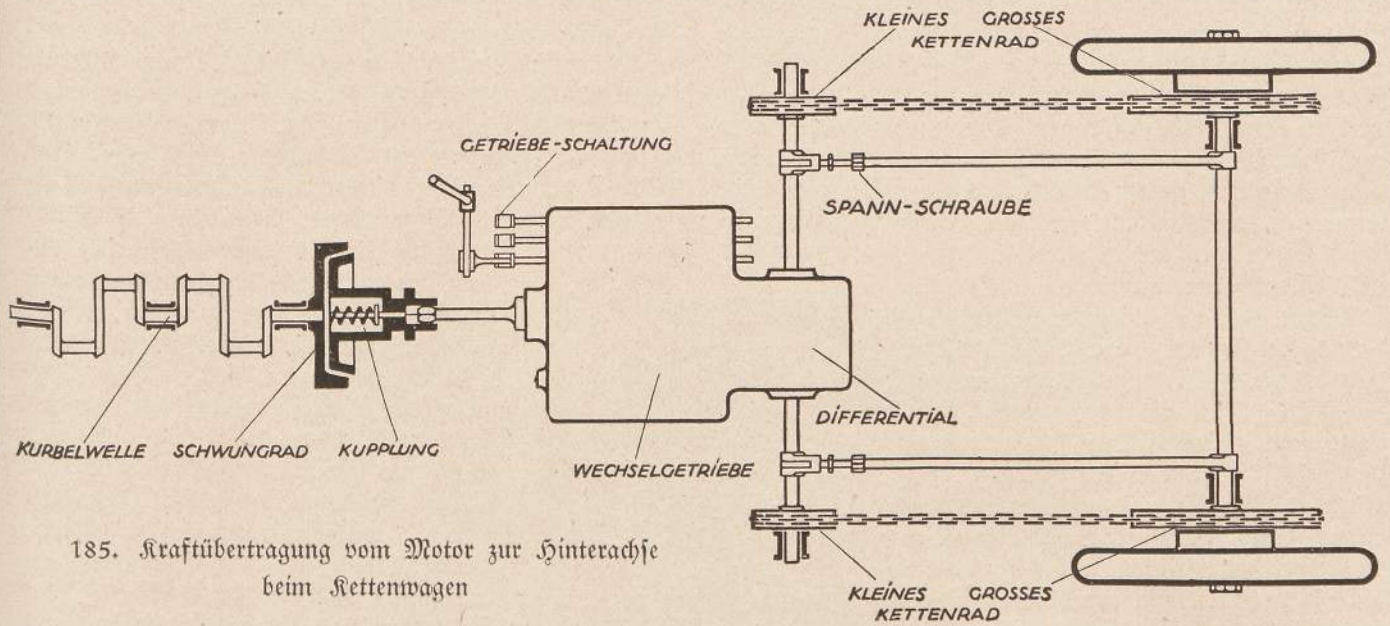 KLEINES GROSSES
KETTENRAD
GETRIEBE-SCHALTUNG
SPANN-SCHRAUBE
DIFFERENTIAL
KURBELWELLE SCHWUNGRAD KUPPLUNG
WECHSELGETRIEBE
185. Kraftübertragung vom Motor zur Hinterachse
beim Kettenwagen
KLEINES GROSSES
KETTENRAD